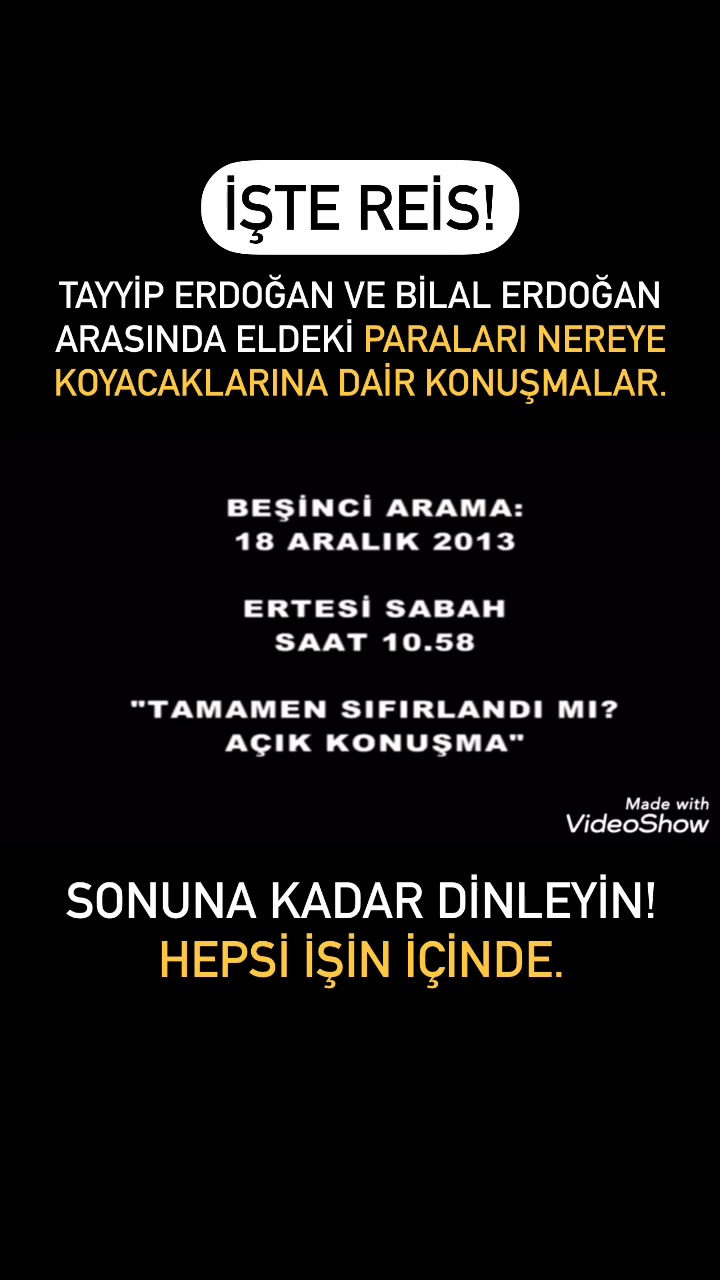 İŞTE REİS!
TAYYİP ERDOĞAN VE BİLAL ERDOĞAN
ARASINDA ELDEKİ PARALARI NEREYE
KOYACAKLARINA DAİR KONUŞMALAR.
BEŞİNCİ ARAMA:
18 ARALIK 2013
ERTESİ SABAH
SAAT 10.58
"TAMAMEN SIFIRLANDI MI?
AÇIK KONUŞMA"
Made with
VideoShow
SONUNA KADAR DİNLEYİN!
HEPSİ İŞİN İÇİNDE.